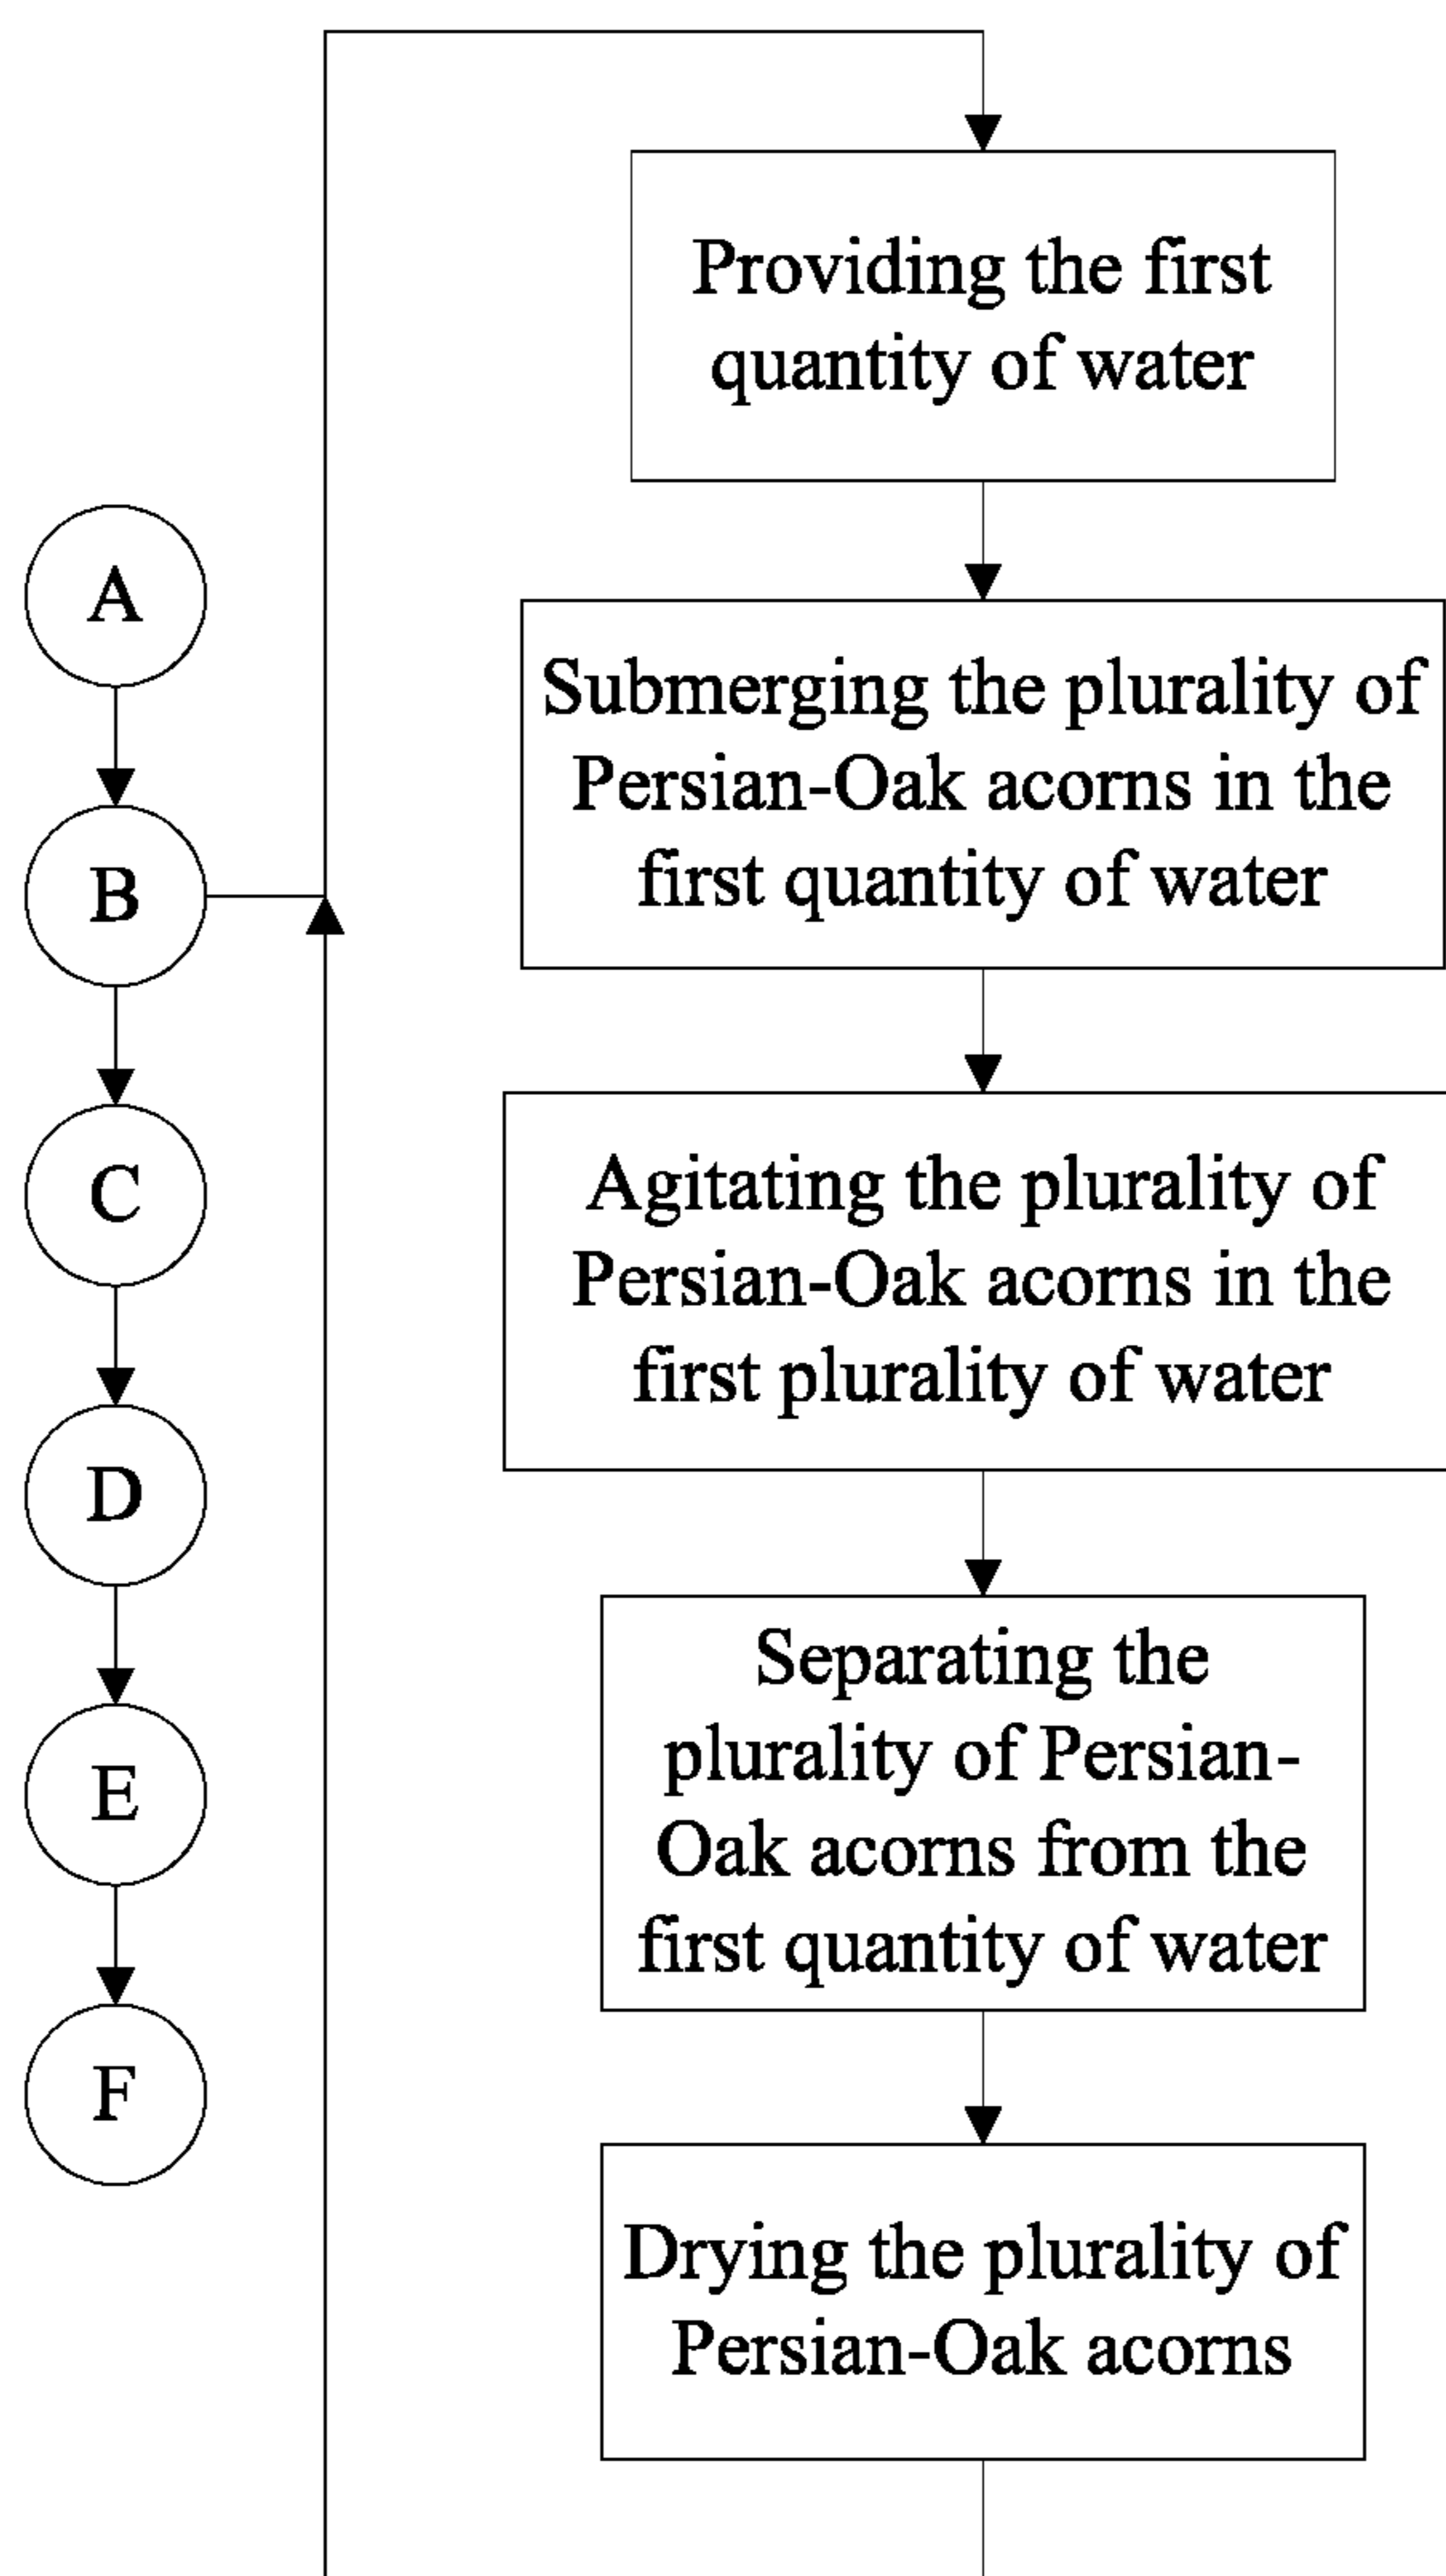 A
B
C
D
E
F
Providing the first
quantity of water
Submerging the plurality of
Persian-Oak acorns in the
first quantity of water
Agitating the plurality of
Persian-Oak acorns in the
first plurality of water
Separating the
plurality of Persian-
Oak acorns from the
first quantity of water
Drying the plurality of
Persian-Oak acorns